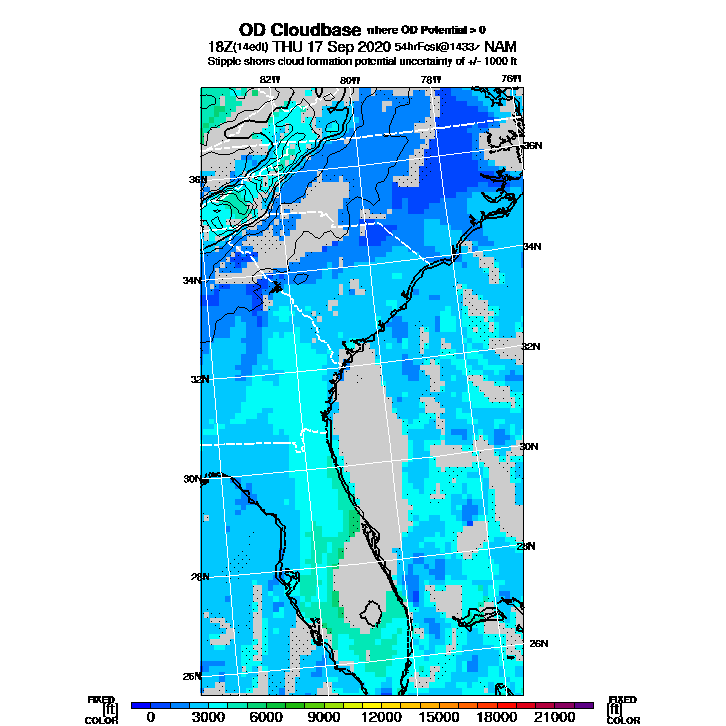 OD Cloudbase where OD Potential > 0
18Z(14edt) THU 17 Sep 2020 54hrFcst@1433z NAM
Stipple shows cloud formation potential uncertainty of +/- 1000 ft
82W 80W 78W 76W
36N
36N
34N
34N
32N
32N
30N
30N
28N
28N
26N
26N
FIXED FIXED
[ft] [ft]
COLOR COLOR
0 3000 6000 9000 12000 15000 18000 21000